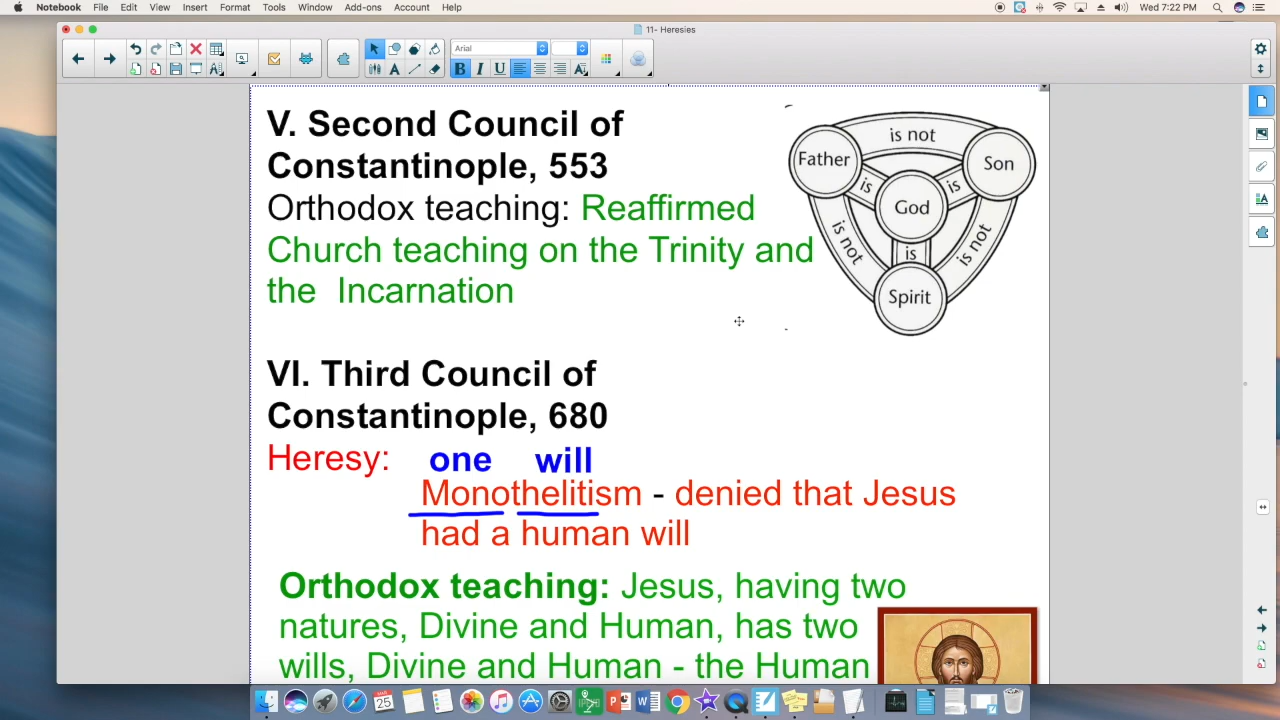 Notebook File Edit View Insert Format Tools Window Add-ons Account Help Wed 7:22 PM
11- Heresies
Arial
B I U A
V. Second Council of
Constantinople, 553
Orthodox teaching: Reaffirmed
Church teaching on the Trinity and
the Incarnation
is not
Father
Son
is
is
God
is not
is not
is
Spirit
VI. Third Council of
Constantinople, 680
Heresy: one will
Monothelitism - denied that Jesus
had a human will
Orthodox teaching: Jesus, having two
natures, Divine and Human, has two
wills, Divine and Human - the Human